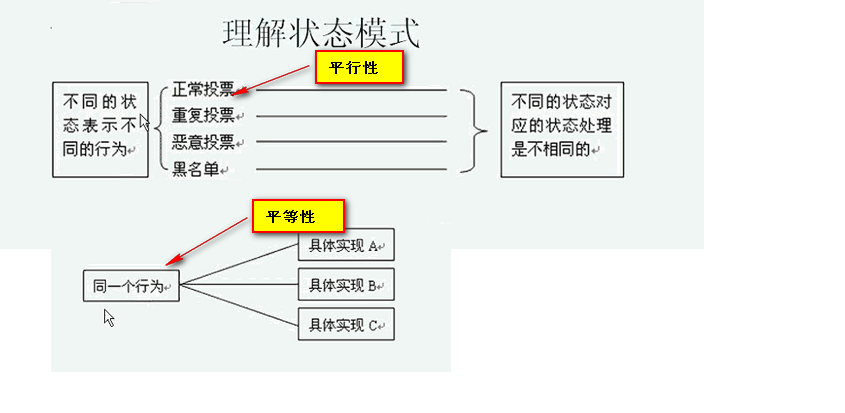 理解状态模式
平行性
不同的状
态表示不
同的行为
正常投票
重复投票
恶意投票
黑名单
不同的状态对
应的状态处理
是不相同的
平等性
同一个行为
具体实现 A
具体实现 B
具体实现 C